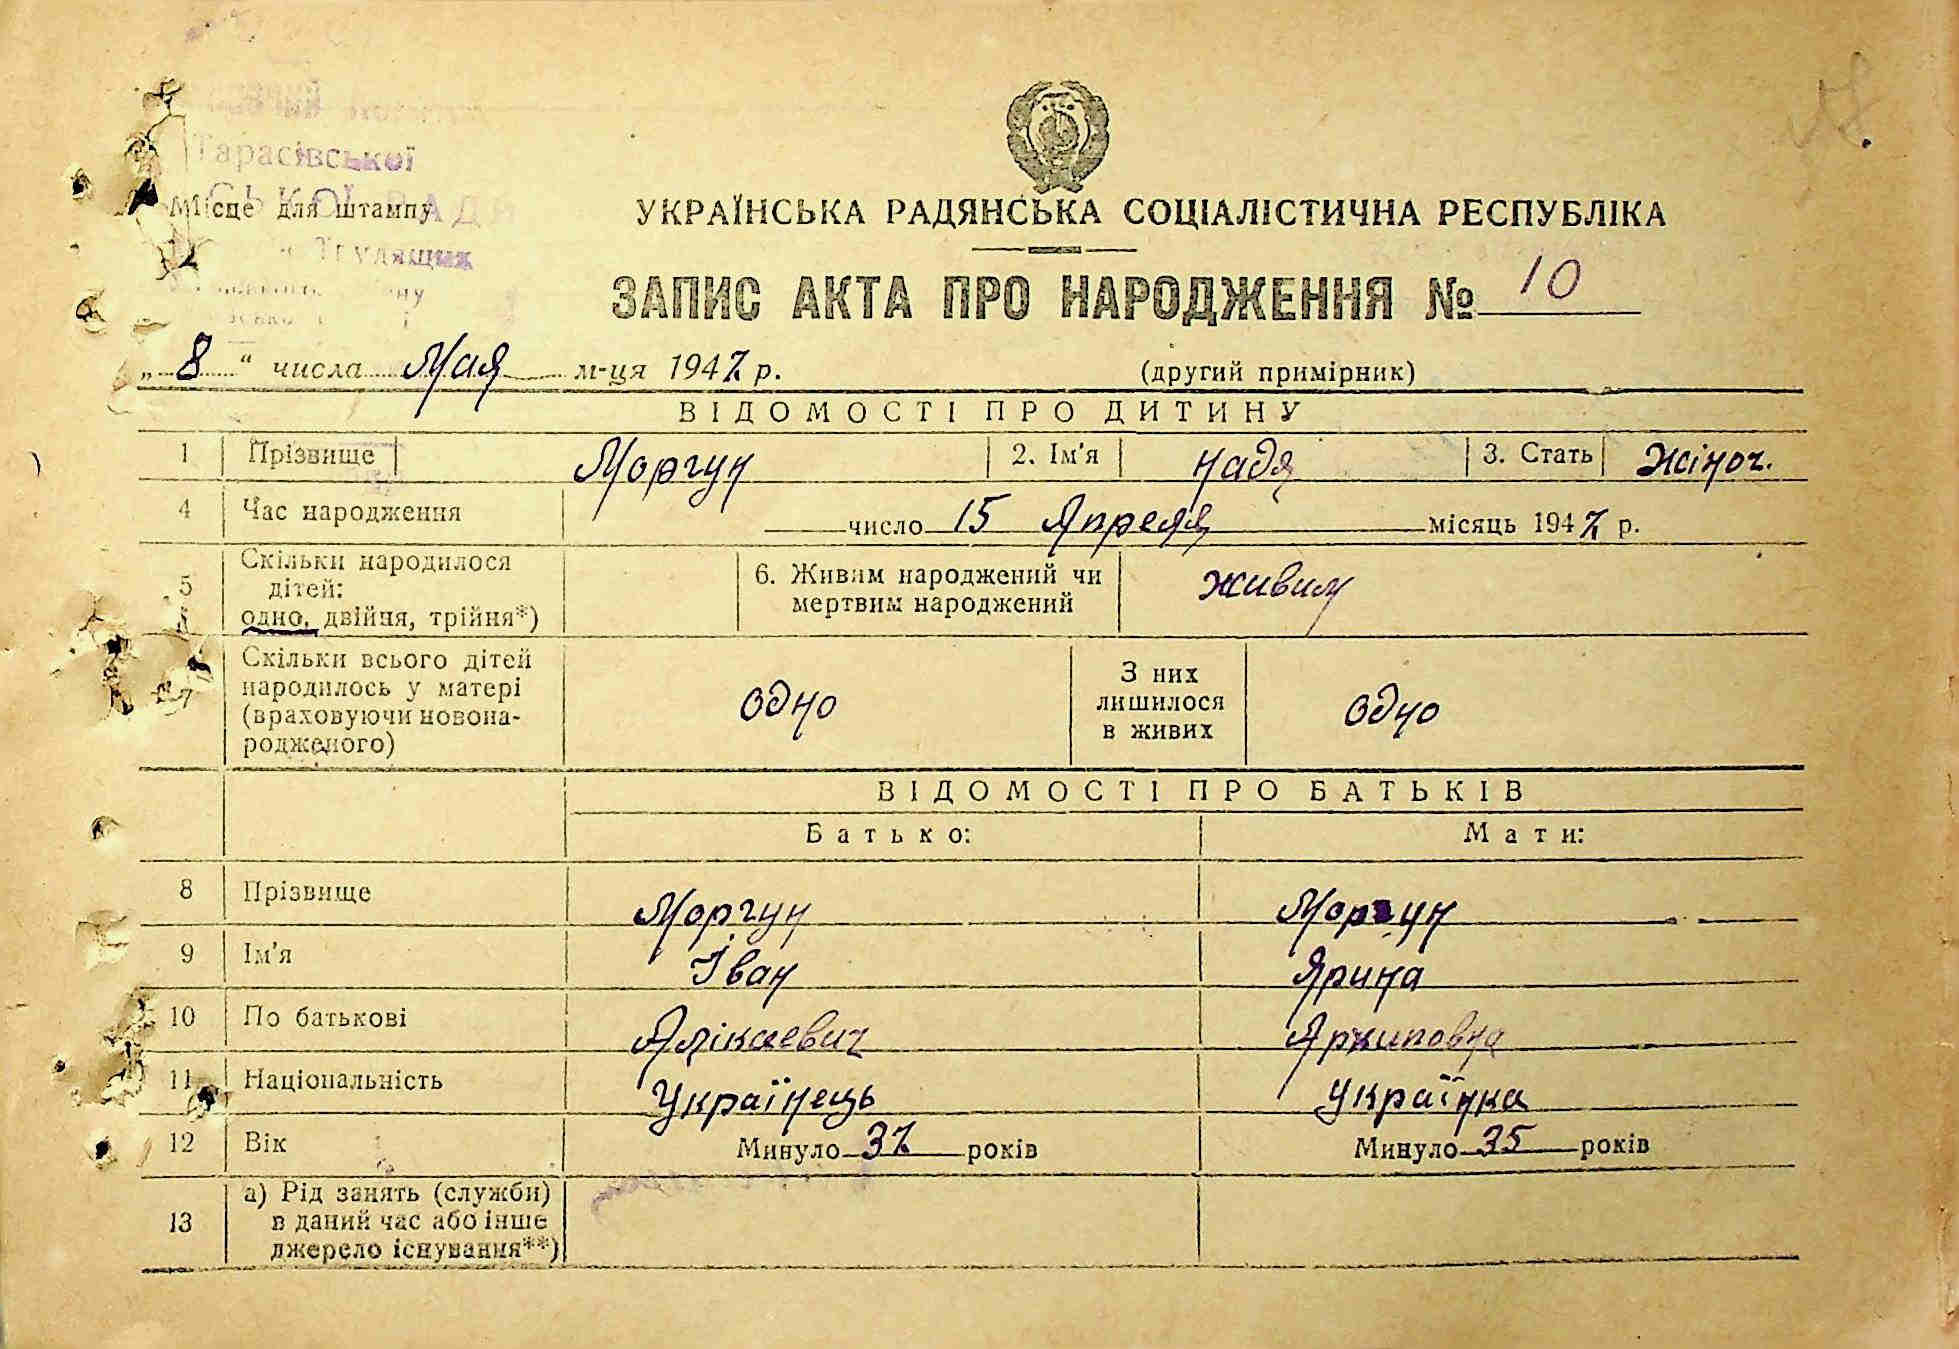 Тарасівської
Місце для штампу
Трудящих
УКРАЇНСЬКА РАДЯНСЬКА СОЦІАЛІСТИЧНА РЕСПУБЛІКА
ЗАПИС АКТА ПРО НАРОДЖЕННЯ № 10
„8“ числа Мая м-ця 1947 р. (другий примірник)
ВІДОМОСТІ ПРО ДИТИНУ
1 Прізвище Моргун 2. Ім'я Надя 3. Стать Жіноч.
4 Час народження число 15 Апреля місяць 1947 р.
5 Скільки народилося дітей: одно, двійня, трійня*) 6. Живим народжений чи мертвим народжений живим
7 Скільки всього дітей народилось у матері (враховуючи новонародженого) одно З них лишилося в живих одно
ВІДОМОСТІ ПРО БАТЬКІВ
Батько: Мати:
8 Прізвище Моргун Моргун
9 Ім'я Іван Ярина
10 По батькові Архиповна
11 Національність Українець Українка
12 Вік Минуло 37 років Минуло 35 років
13 а) Рід занять (служби) в даний час або інше джерело існування**)